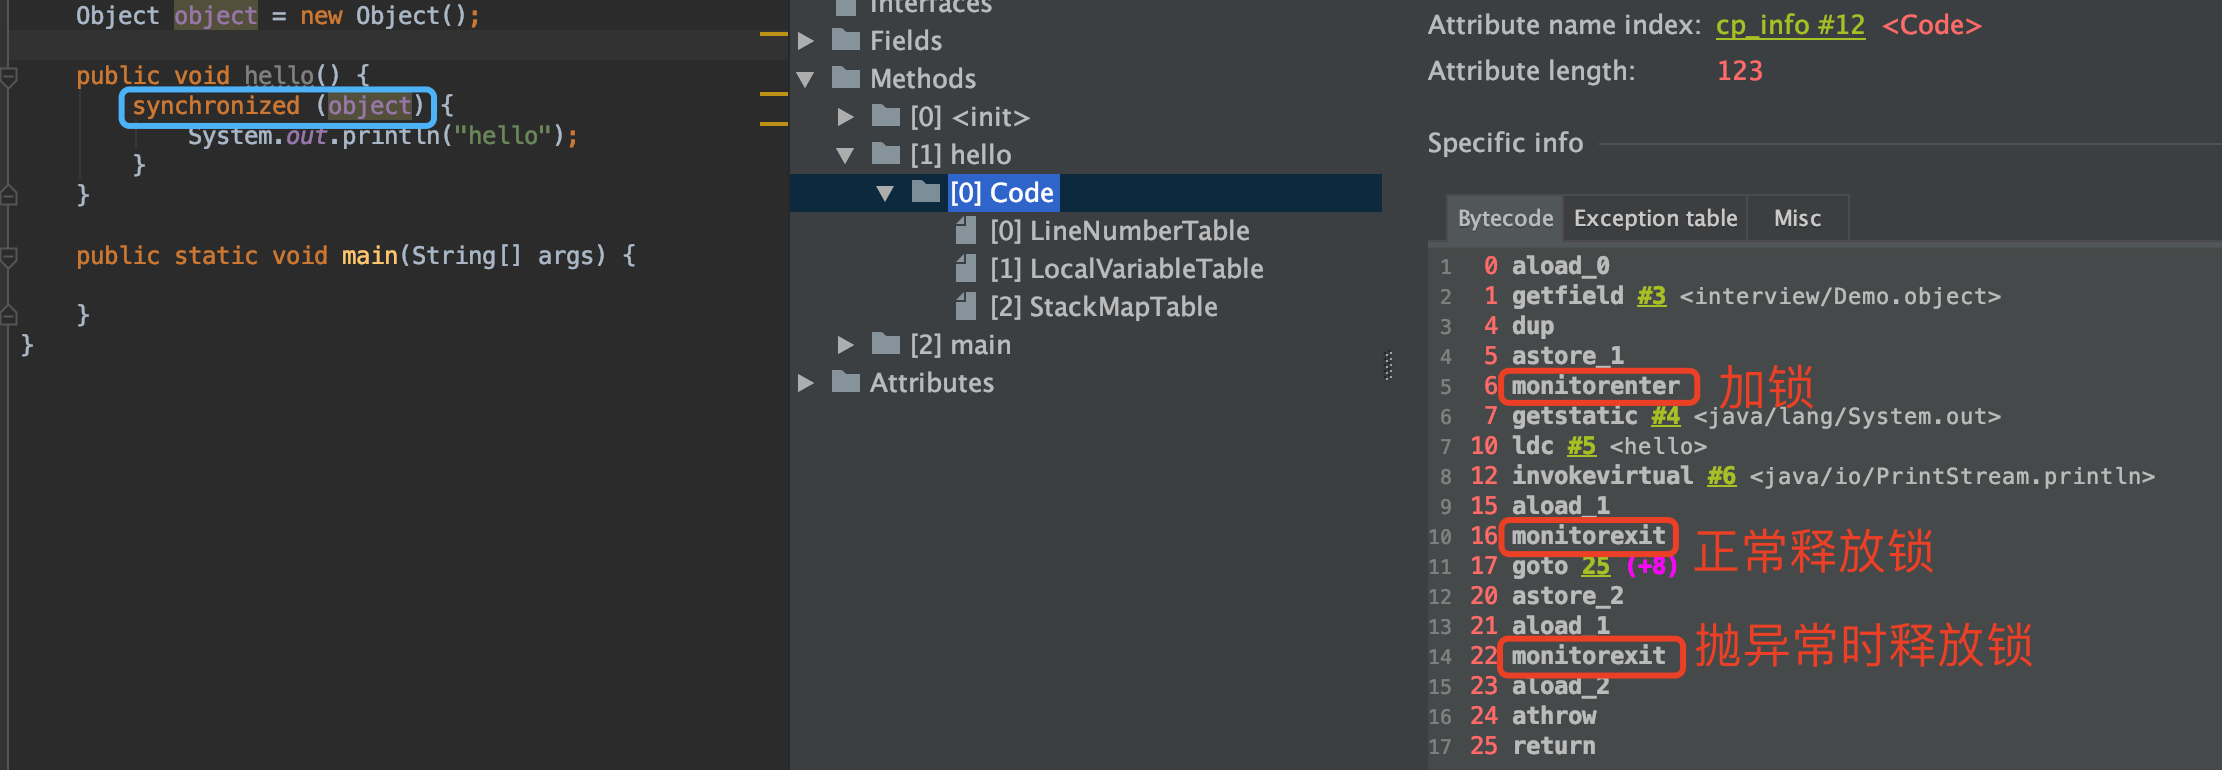 Object object = new Object();
public void hello() {
synchronized (object) {
System.out.println("hello");
}
}
public static void main(String[] args) {
}
}
Interfaces
Fields
Methods
[0] <init>
[1] hello
[0] Code
[0] LineNumberTable
[1] LocalVariableTable
[2] StackMapTable
[2] main
Attributes
Attribute name index: cp_info #12 <Code>
Attribute length: 123
Specific info
Bytecode Exception table Misc
1 0 aload_0
2 1 getfield #3 <interview/Demo.object>
3 4 dup
4 5 astore_1
5 6 monitorenter 加锁
6 7 getstatic #4 <java/lang/System.out>
7 10 ldc #5 <hello>
8 12 invokevirtual #6 <java/io/PrintStream.println>
9 15 aload_1
10 16 monitorexit 正常释放锁
11 17 goto 25 (+8)
12 20 astore_2
13 21 aload_1
14 22 monitorexit 抛异常时释放锁
15 23 aload_2
16 24 athrow
17 25 return